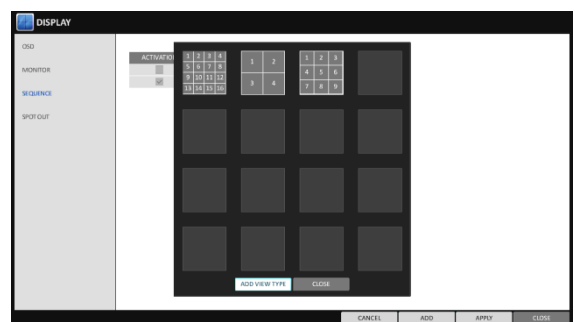 DISPLAY
OSD
MONITOR
SEQUENCE
SPOT OUT
ACTIVATIO
1 2 3 4
5 6 7 8
9 10 11 12
13 14 15 16
1 2
3 4
1 2 3
4 5 6
7 8 9
ADD VIEW TYPE CLOSE
CANCEL ADD APPLY CLOSE